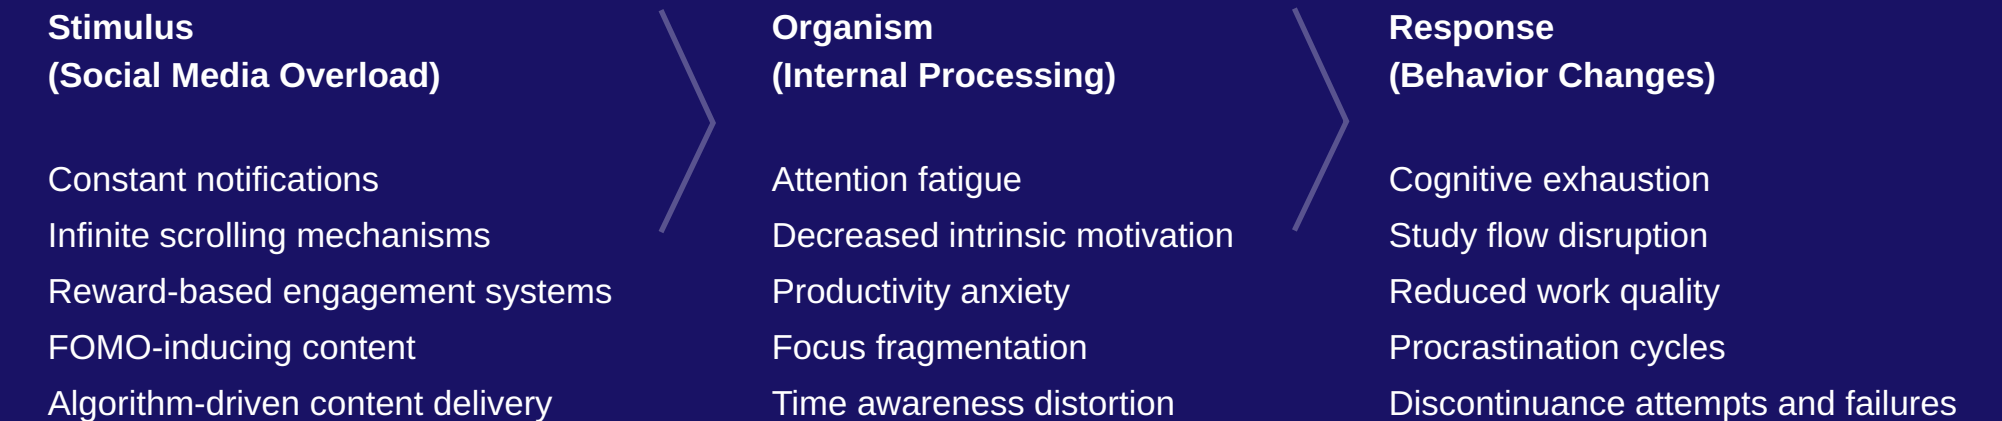 Stimulus
(Social Media Overload)
Constant notifications
Infinite scrolling mechanisms
Reward-based engagement systems
FOMO-inducing content
Algorithm-driven content delivery
Organism
(Internal Processing)
Attention fatigue
Decreased intrinsic motivation
Productivity anxiety
Focus fragmentation
Time awareness distortion
Response
(Behavior Changes)
Cognitive exhaustion
Study flow disruption
Reduced work quality
Procrastination cycles
Discontinuance attempts and failures